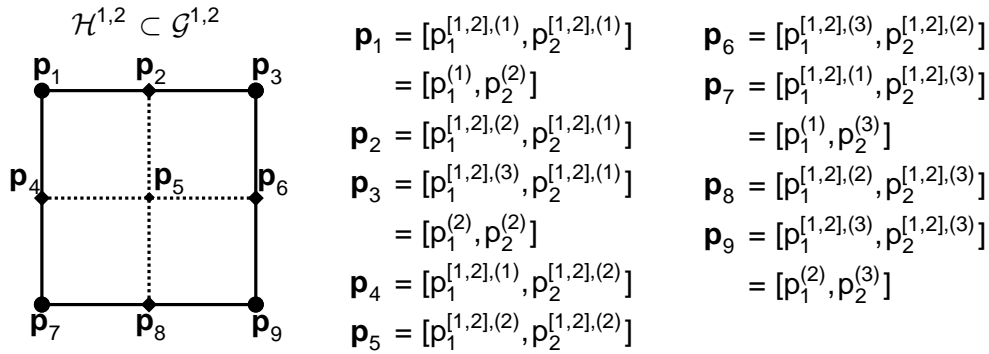 ℋ^{1,2} ⊂ 𝒢^{1,2}
p_1 p_2 p_3
p_4 p_5 p_6
p_7 p_8 p_9
p_1 = [p_1^{[1,2],(1)}, p_2^{[1,2],(1)}]
= [p_1^{(1)}, p_2^{(2)}]
p_2 = [p_1^{[1,2],(2)}, p_2^{[1,2],(1)}]
p_3 = [p_1^{[1,2],(3)}, p_2^{[1,2],(1)}]
= [p_1^{(2)}, p_2^{(2)}]
p_4 = [p_1^{[1,2],(1)}, p_2^{[1,2],(2)}]
p_5 = [p_1^{[1,2],(2)}, p_2^{[1,2],(2)}]
p_6 = [p_1^{[1,2],(3)}, p_2^{[1,2],(2)}]
p_7 = [p_1^{[1,2],(1)}, p_2^{[1,2],(3)}]
= [p_1^{(1)}, p_2^{(3)}]
p_8 = [p_1^{[1,2],(2)}, p_2^{[1,2],(3)}]
p_9 = [p_1^{[1,2],(3)}, p_2^{[1,2],(3)}]
= [p_1^{(2)}, p_2^{(3)}]